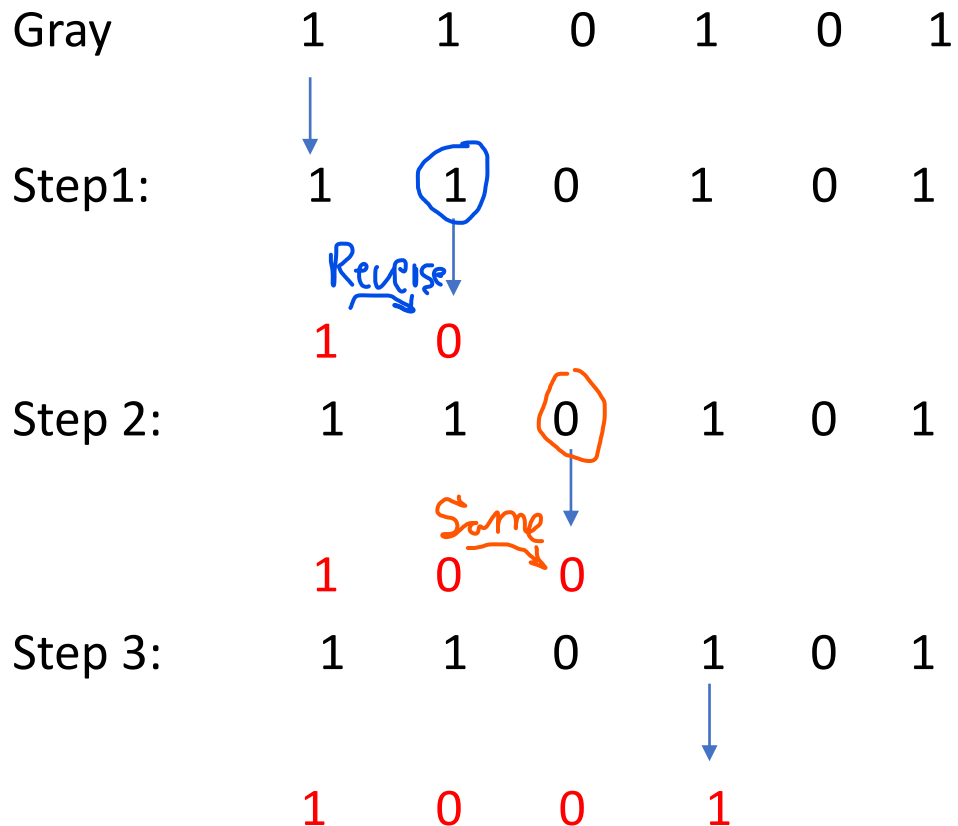 Gray 1 1 0 1 0 1
Step1: 1 1 0 1 0 1
Reverse
1 0
Step 2: 1 1 0 1 0 1
Same
1 0 0
Step 3: 1 1 0 1 0 1
1 0 0 1